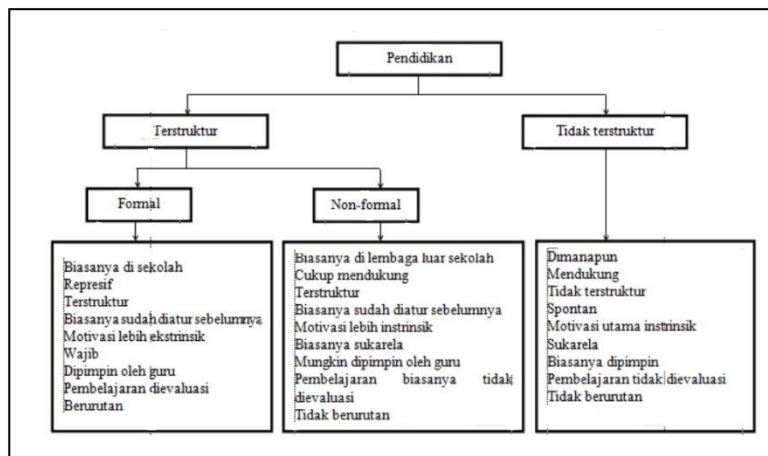 Pendidikan
Terstruktur
Tidak terstruktur
Formal
Non-formal
Biasanya di sekolah
Represif
Terstruktur
Biasanya sudah diatur sebelumnya
Motivasi lebih ekstrinsik
Wajib
Dipimpin oleh guru
Pembelajaran dievaluasi
Berurutan
Biasanya di lembaga luar sekolah
Cukup mendukung
Terstruktur
Biasanya sudah diatur sebelumnya
Motivasi lebih instrinsik
Biasanya sukarela
Mungkin dipimpin oleh guru
Pembelajaran biasanya tidak
dievaluasi
Tidak berurutan
Dimanapun
Mendukung
Tidak terstruktur
Spontan
Motivasi utama instrinsik
Sukarela
Biasanya dipimpin
Pembelajaran tidak dievaluasi
Tidak berurutan